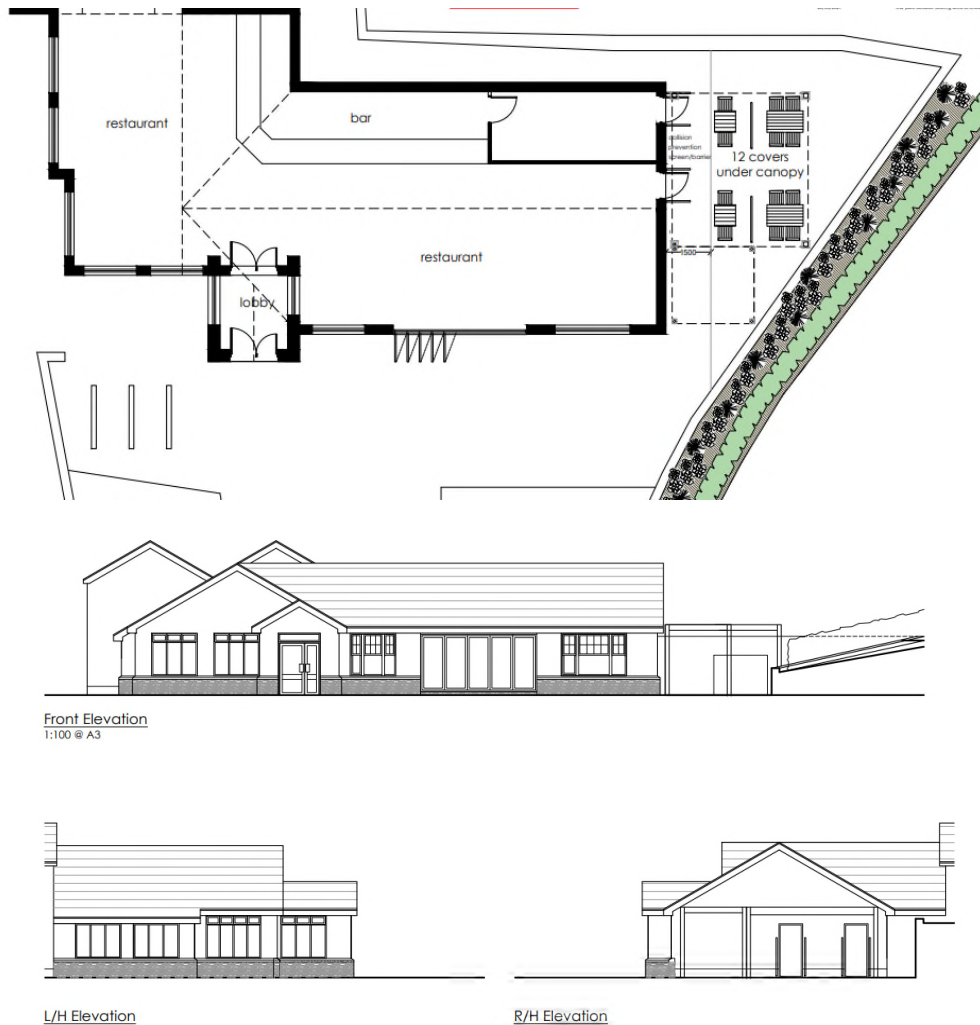 restaurant
bar
collision
prevention
screen/barrier
12 covers
under canopy
restaurant
1500
lobby
Front Elevation
1:100 @ A3
L/H Elevation
R/H Elevation